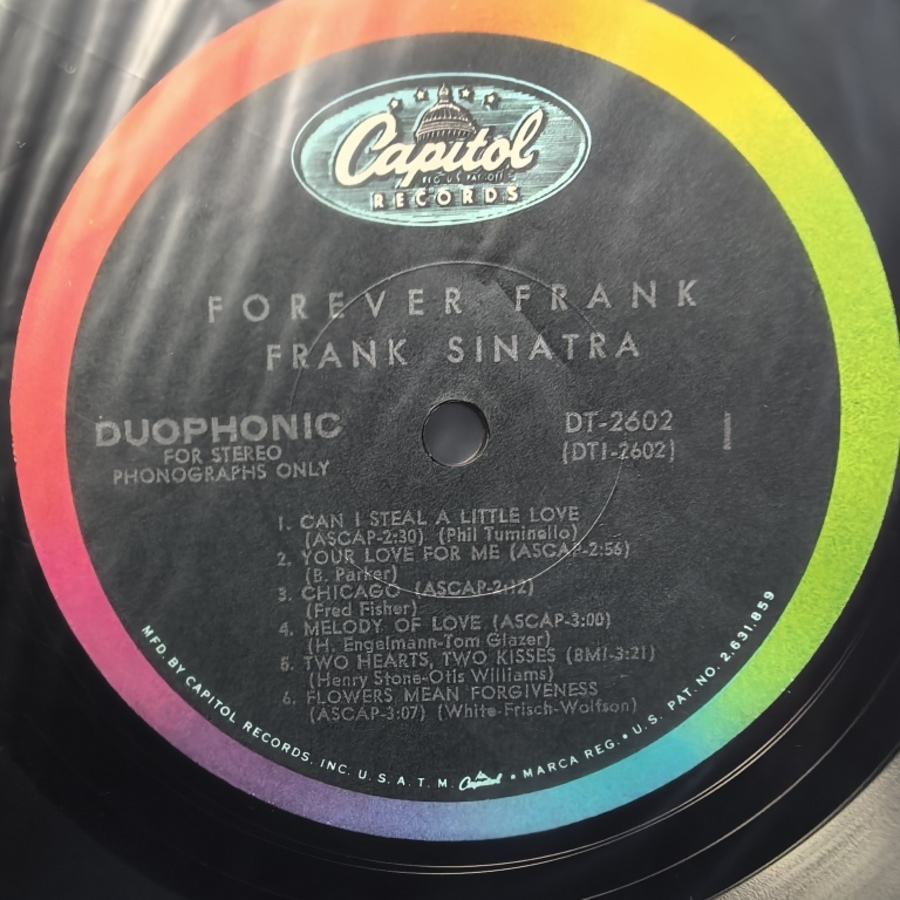 Capitol
REG. U.S. PAT. OFF.
RECORDS
FOREVER FRANK
FRANK SINATRA
DUOPHONIC
FOR STEREO
PHONOGRAPHS ONLY
DT-2602
(DT1-2602)
1
1. CAN I STEAL A LITTLE LOVE
(ASCAP-2:30) (Phil Tuminello)
2. YOUR LOVE FOR ME (ASCAP-2:56)
(B. Parker)
3. CHICAGO (ASCAP-2:12)
(Fred Fisher)
4. MELODY OF LOVE (ASCAP-3:00)
(H. Engelmann-Tom Glazer)
5. TWO HEARTS, TWO KISSES (BMI-3:21)
(Henry Stone-Otis Williams)
6. FLOWERS MEAN FORGIVENESS
(ASCAP-3:07) (White-Frisch-Wolfson)
MFD. BY CAPITOL RECORDS, INC. U.S.A. T.M. Capitol • MARCA REG. • U.S. PAT. NO. 2,631,859